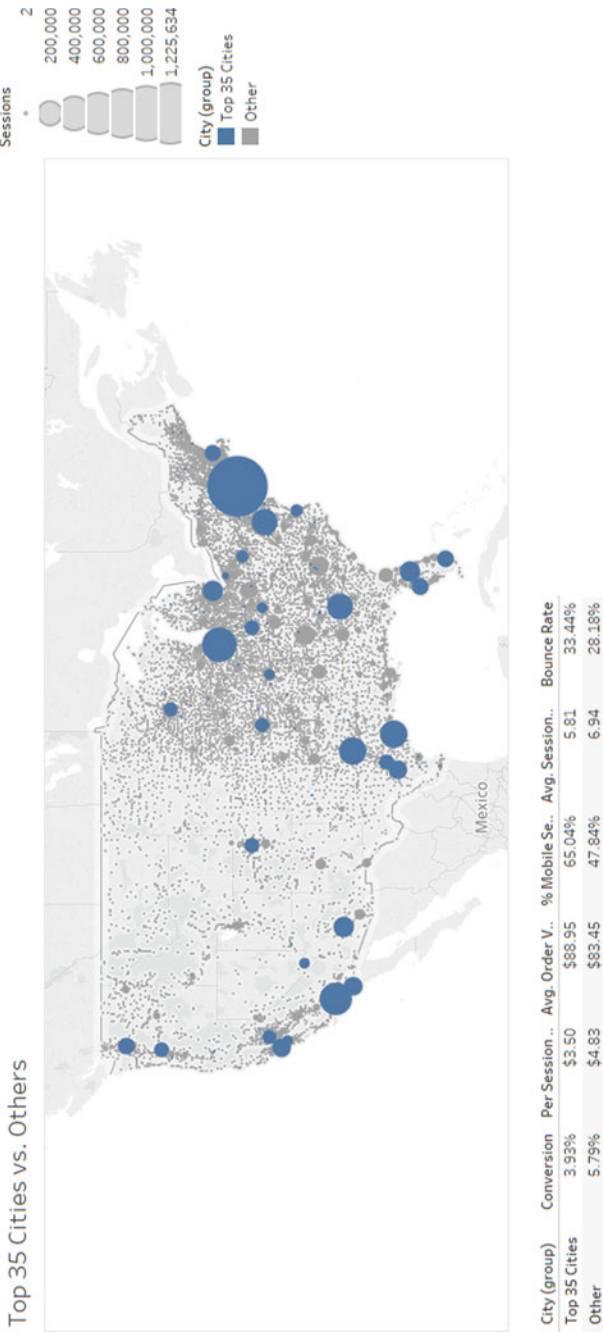 Top 35 Cities vs. Others
Sessions
2
200,000
400,000
600,000
800,000
1,000,000
1,225,634
City (group)
Top 35 Cities
Other
Mexico
City (group) Conversion Per Session .. Avg. Order V.. % Mobile Se.. Avg. Session.. Bounce Rate
Top 35 Cities 3.93% $3.50 $88.95 65.04% 5.81 33.44%
Other 5.79% $4.83 $83.45 47.84% 6.94 28.18%